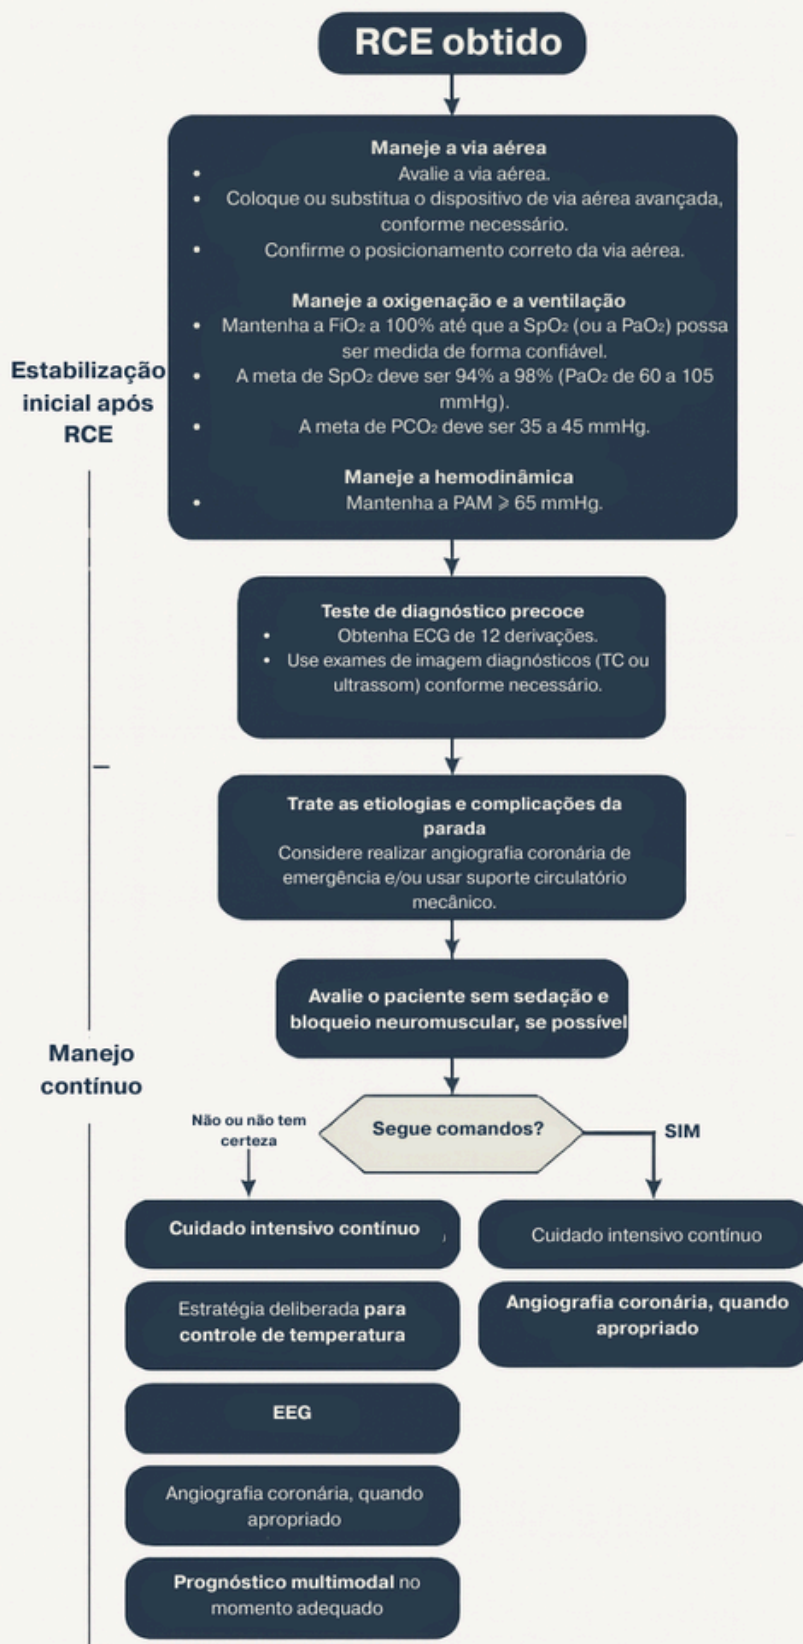 RCE obtido
Maneje a via aérea
• Avalie a via aérea.
• Coloque ou substitua o dispositivo de via aérea avançada,
conforme necessário.
• Confirme o posicionamento correto da via aérea.
Maneje a oxigenação e a ventilação
• Mantenha a FiO₂ a 100% até que a SpO₂ (ou a PaO₂) possa
ser medida de forma confiável.
• A meta de SpO₂ deve ser 94% a 98% (PaO₂ de 60 a 105
mmHg).
• A meta de PCO₂ deve ser 35 a 45 mmHg.
Maneje a hemodinâmica
• Mantenha a PAM ⩾ 65 mmHg.
Estabilização
inicial após
RCE
Teste de diagnóstico precoce
• Obtenha ECG de 12 derivações.
• Use exames de imagem diagnósticos (TC ou
ultrassom) conforme necessário.
Trate as etiologias e complicações da
parada
Considere realizar angiografia coronária de
emergência e/ou usar suporte circulatório
mecânico.
Avalie o paciente sem sedação e
bloqueio neuromuscular, se possível
Manejo
contínuo
Segue comandos?
Não ou não tem
certeza
SIM
Cuidado intensivo contínuo
Estratégia deliberada para
controle de temperatura
EEG
Angiografia coronária, quando
apropriado
Prognóstico multimodal no
momento adequado
Cuidado intensivo contínuo
Angiografia coronária, quando
apropriado